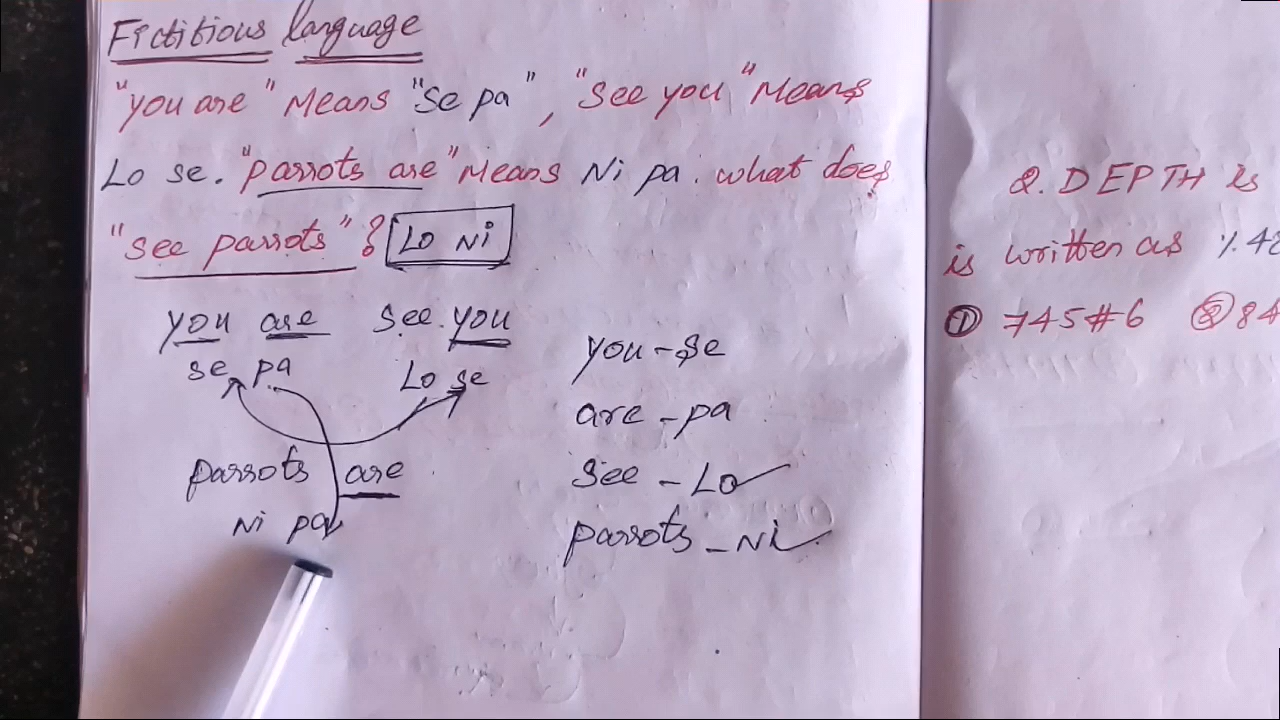 Fictitious language
"you are" Means "Se pa", "See you" Means
Lo se. "parrots are" Means Ni pa. what does
"See parrots"? Lo Ni
you are See. you
se pa Lo se
parrots are
Ni pa
you - se
are - pa
See - Lo
parrots - Ni
Q. DEPTH is
is written as
① 745#6 ② 84